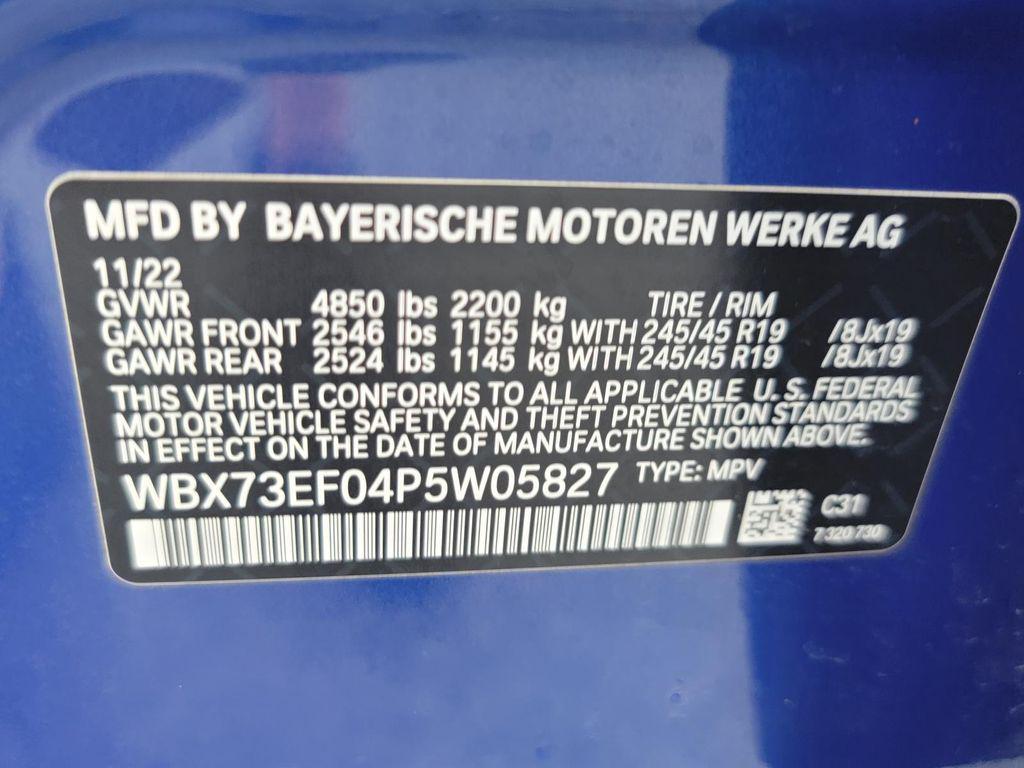 MFD BY BAYERISCHE MOTOREN WERKE AG
11/22
GVWR 4850 lbs 2200 kg TIRE / RIM
GAWR FRONT 2546 lbs 1155 kg WITH 245/45 R19 /8Jx19
GAWR REAR 2524 lbs 1145 kg WITH 245/45 R19 /8Jx19
THIS VEHICLE CONFORMS TO ALL APPLICABLE U.S. FEDERAL
MOTOR VEHICLE SAFETY AND THEFT PREVENTION STANDARDS
IN EFFECT ON THE DATE OF MANUFACTURE SHOWN ABOVE.
WBX73EF04P5W05827 TYPE: MPV
C31
7 320 730